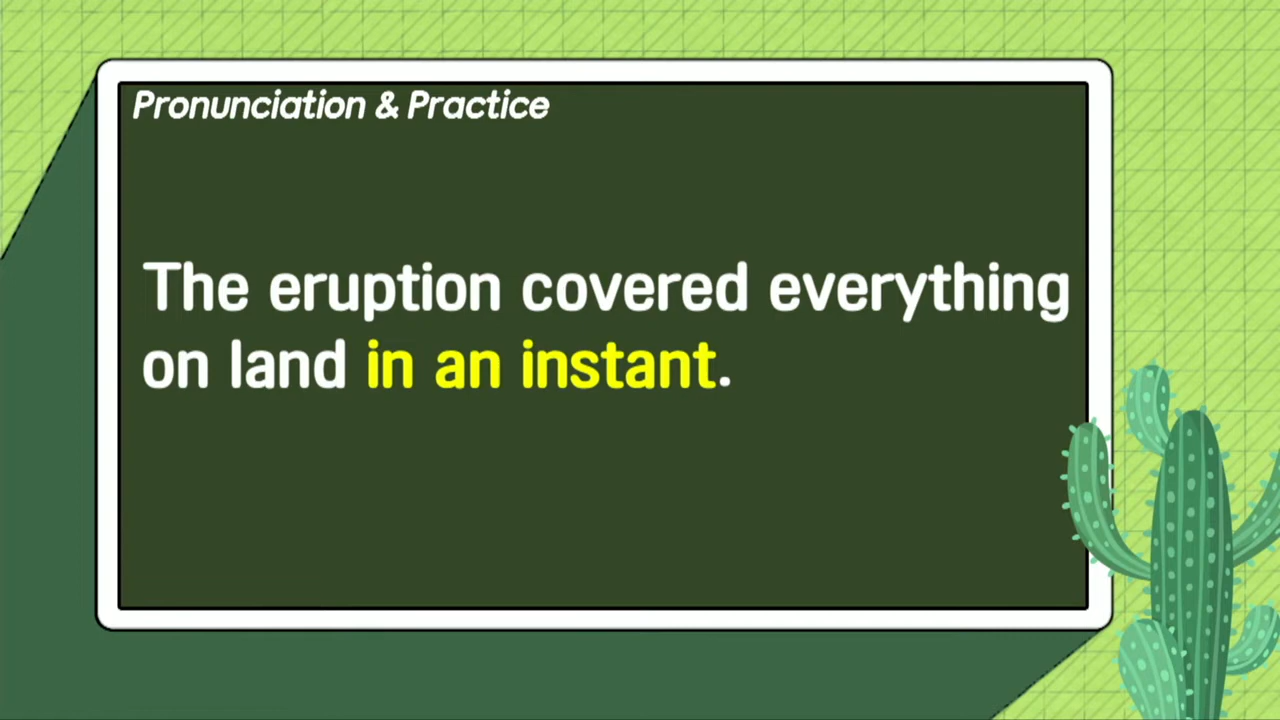 Pronunciation & Practice
The eruption covered everything
on land in an instant.